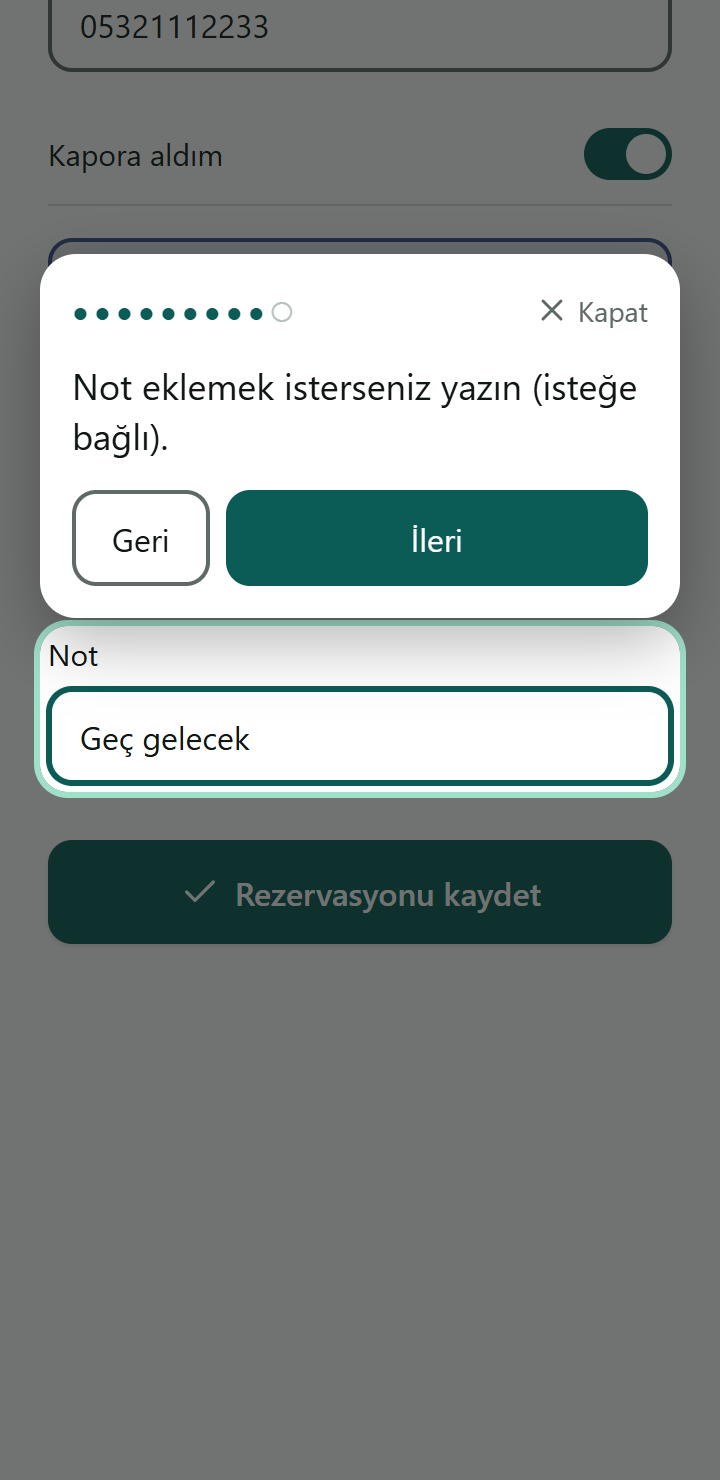 05321112233
Kapora aldım
Kapat
Not eklemek isterseniz yazın (isteğe
bağlı).
Geri
İleri
Not
Geç gelecek
Rezervasyonu kaydet